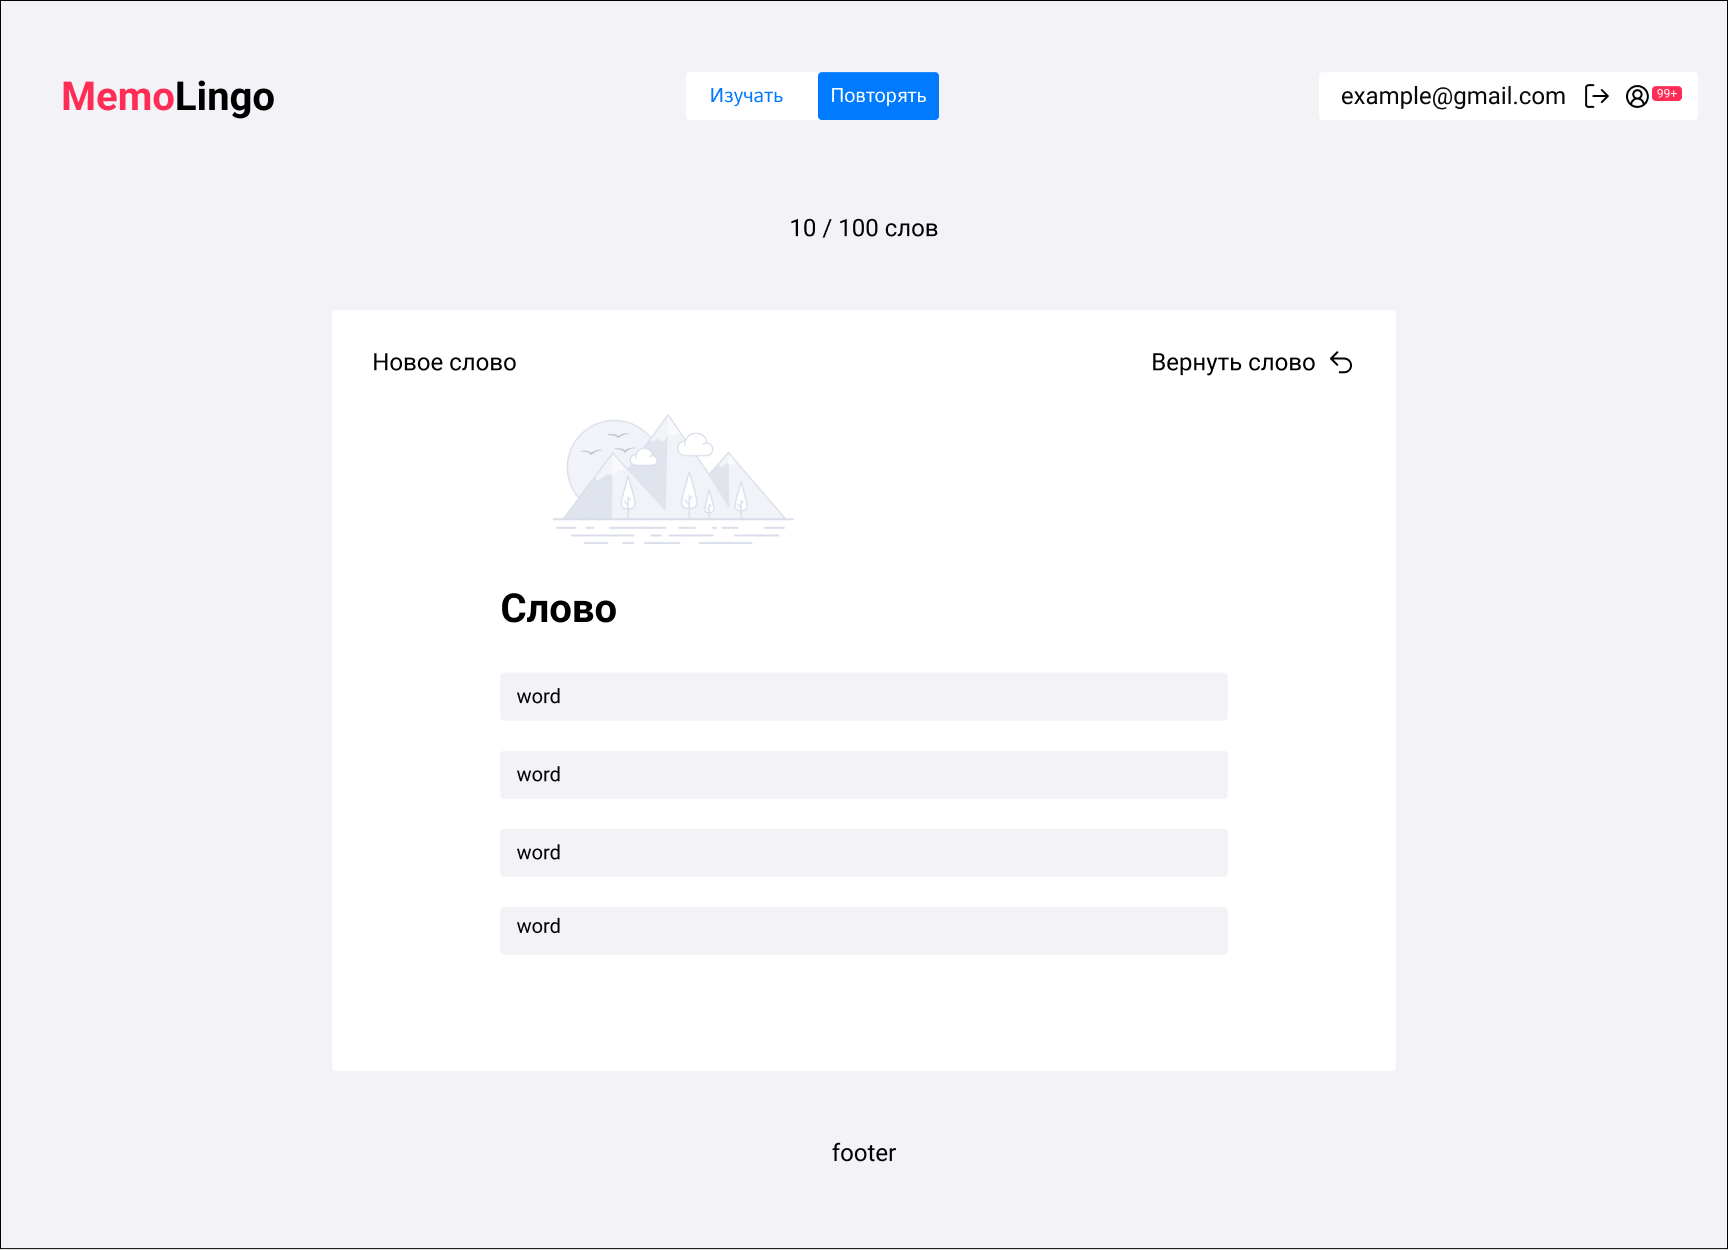 MemoLingo
Изучать
Повторять
example@gmail.com
99+
10 / 100 слов
Новое слово
Вернуть слово
Слово
word
word
word
word
footer